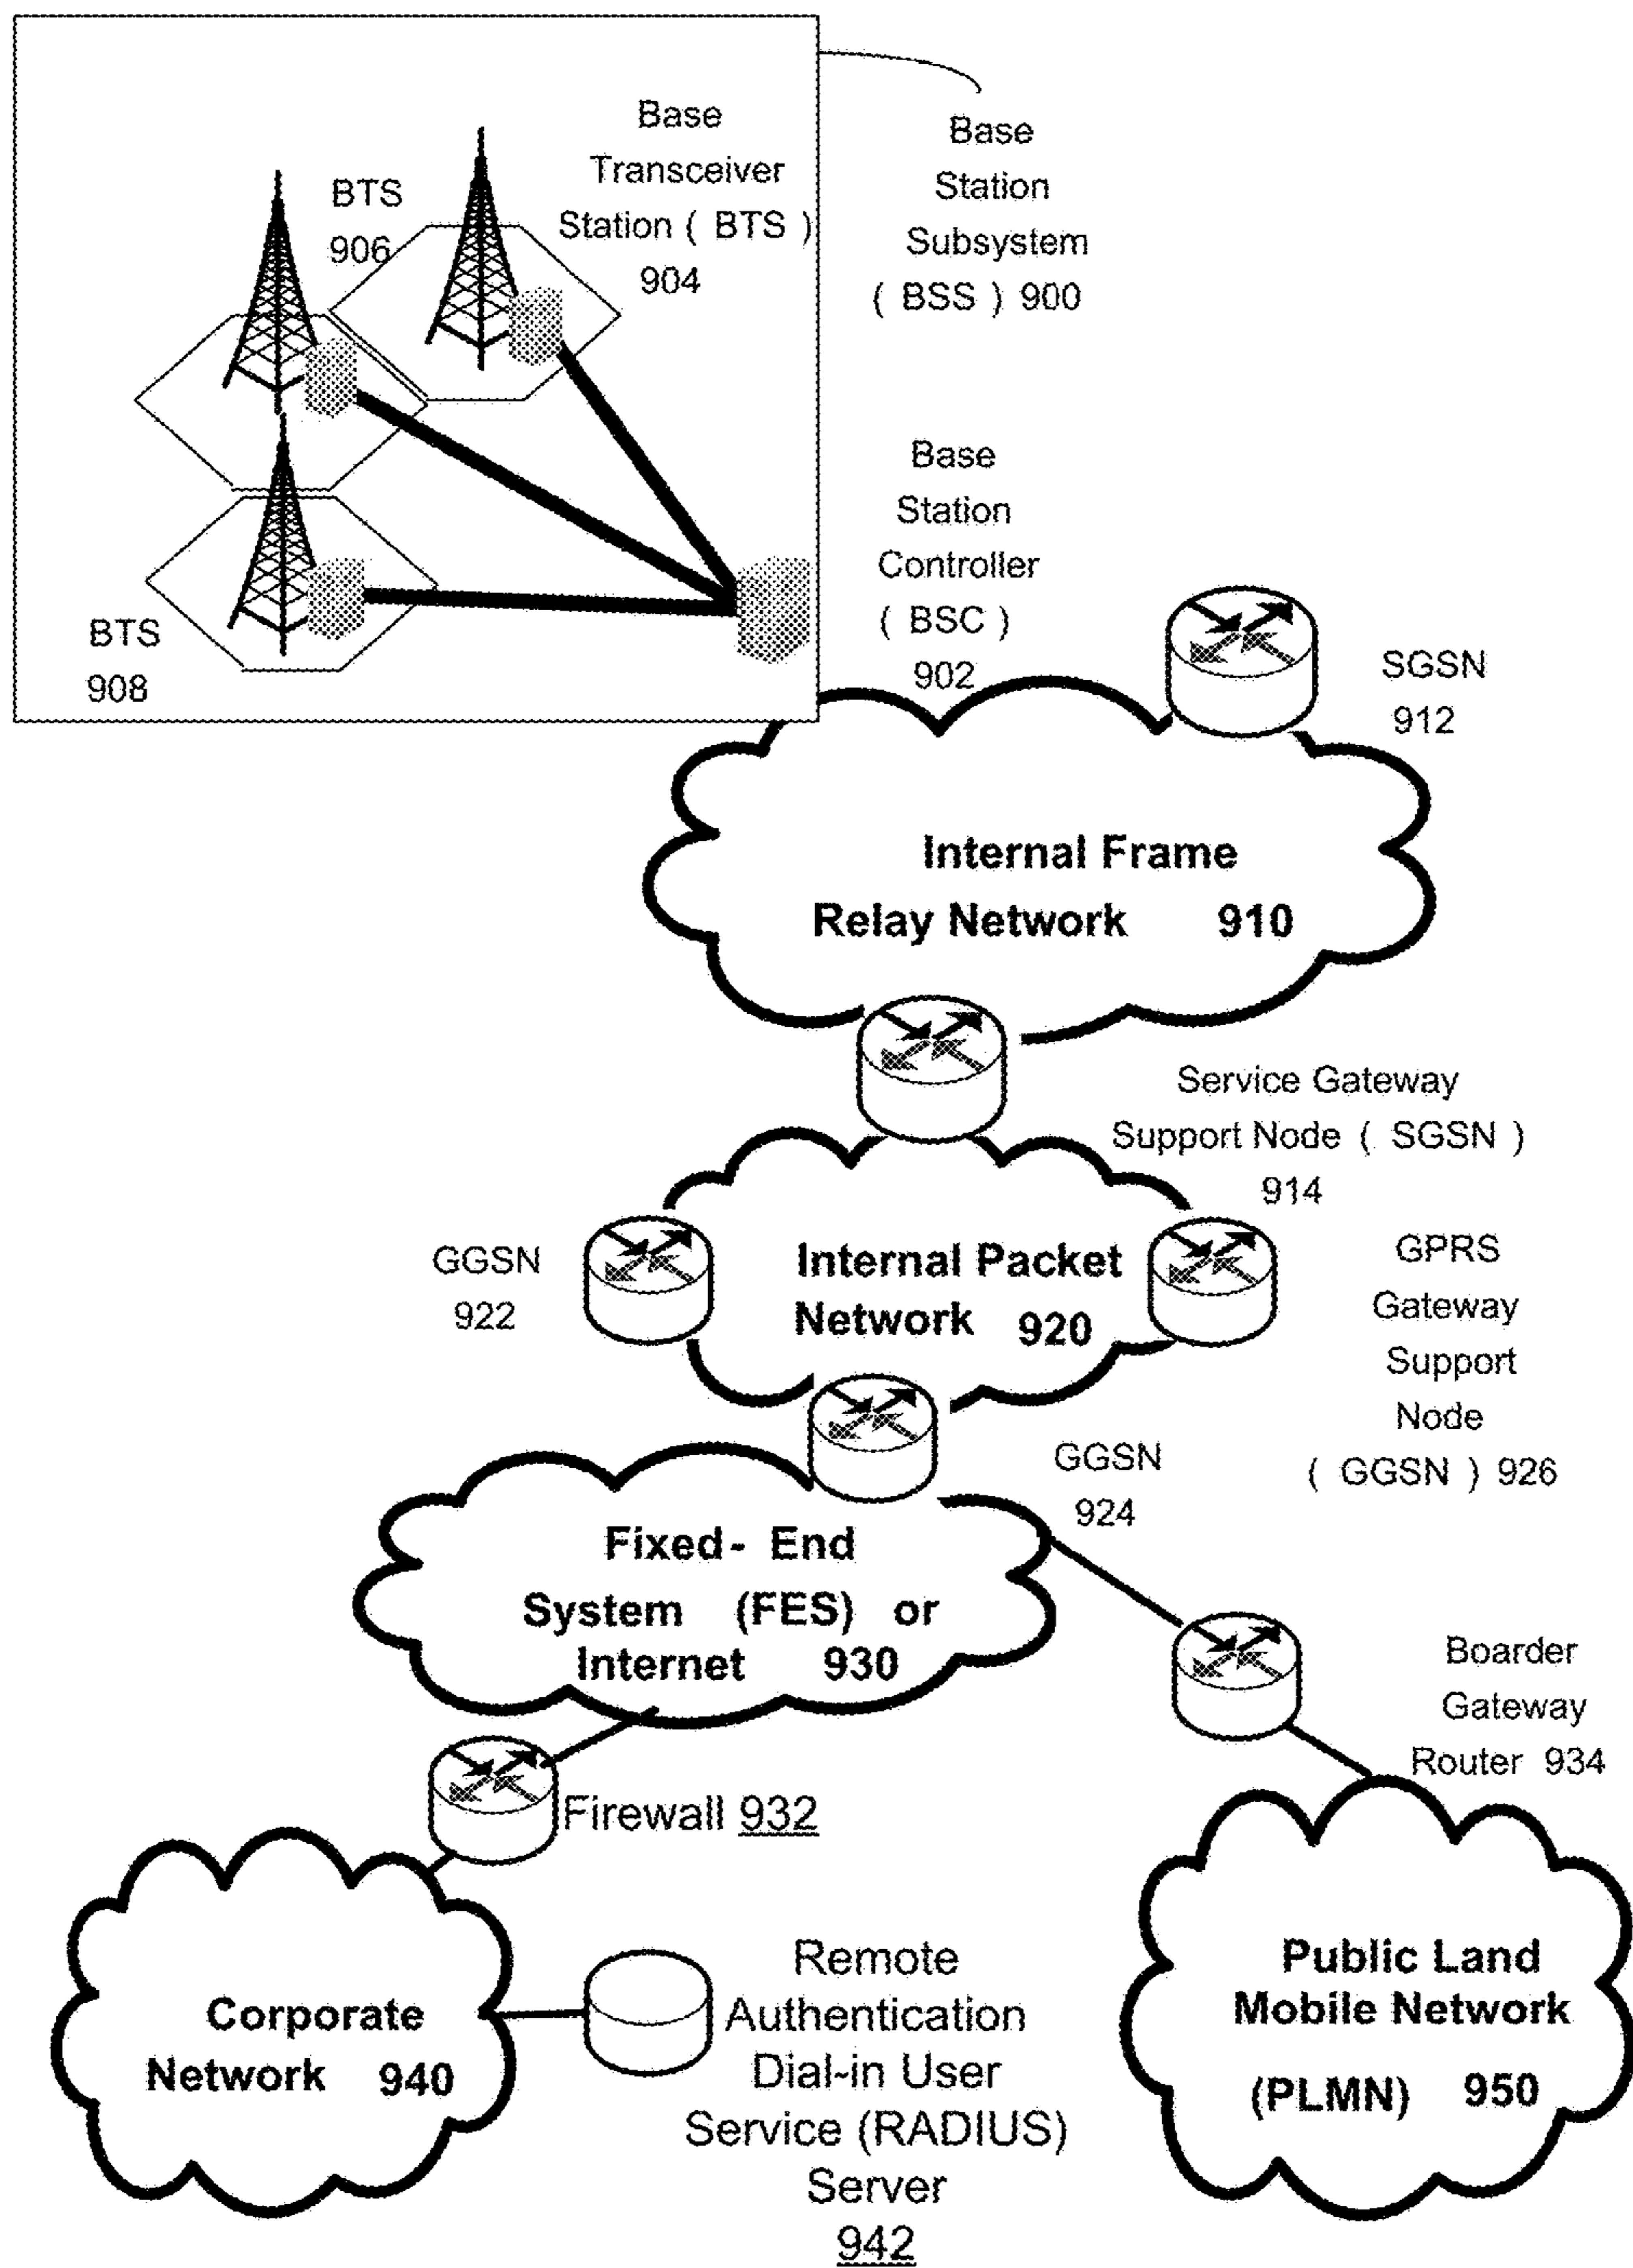 Base
Transceiver
Station ( BTS )
904
BTS
906
Base
Station
Subsystem
( BSS ) 900
Base
Station
Controller
( BSC )
902
BTS
908
SGSN
912
Internal Frame
Relay Network 910
Service Gateway
Support Node ( SGSN )
914
GGSN
922
Internal Packet
Network 920
GPRS
Gateway
Support
Node
( GGSN ) 926
GGSN
924
Fixed- End
System (FES) or
Internet 930
Boarder
Gateway
Router 934
Firewall 932
Corporate
Network 940
Remote
Authentication
Dial-in User
Service (RADIUS)
Server
942
Public Land
Mobile Network
(PLMN) 950